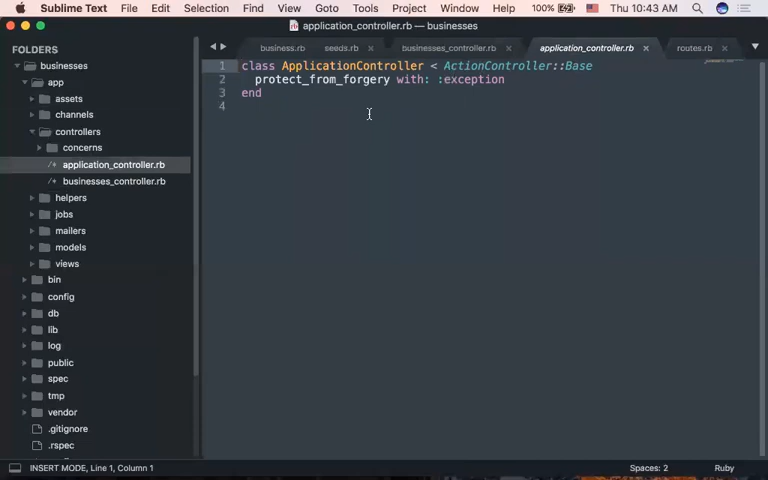 Sublime Text File Edit Selection Find View Goto Tools Project Window Help 100% Thu 10:43 AM
application_controller.rb — businesses
FOLDERS
businesses
app
assets
channels
controllers
concerns
application_controller.rb
businesses_controller.rb
helpers
jobs
mailers
models
views
bin
config
db
lib
log
public
spec
tmp
vendor
.gitignore
.rspec
business.rb seeds.rb businesses_controller.rb application_controller.rb routes.rb
1 class ApplicationController < ActionController::Base
2 protect_from_forgery with: :exception
3 end
4
INSERT MODE, Line 1, Column 1 Spaces: 2 Ruby